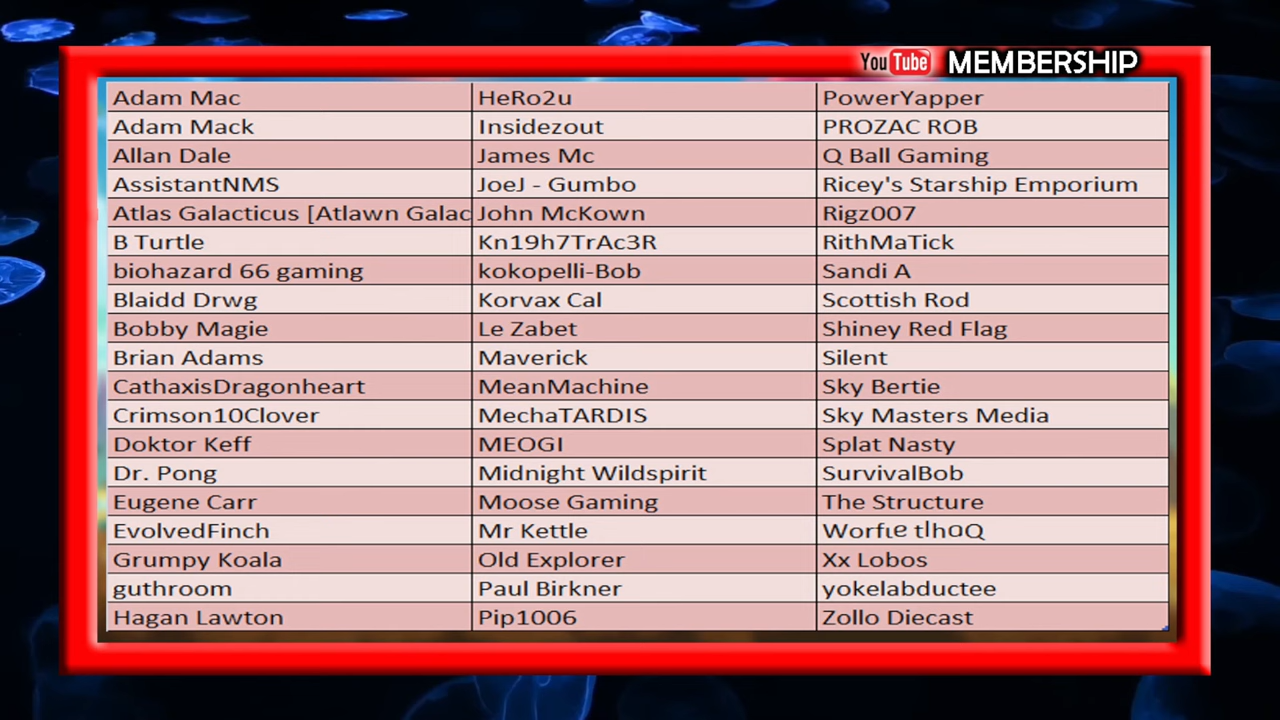 YouTube MEMBERSHIP
Adam Mac HeRo2u PowerYapper
Adam Mack Insidezout PROZAC ROB
Allan Dale James Mc Q Ball Gaming
AssistantNMS JoeJ - Gumbo Ricey's Starship Emporium
Atlas Galacticus [Atlawn Galac John McKown Rigz007
B Turtle Kn19h7TrAc3R RithMaTick
biohazard 66 gaming kokopelli-Bob Sandi A
Blaidd Drwg Korvax Cal Scottish Rod
Bobby Magie Le Zabet Shiney Red Flag
Brian Adams Maverick Silent
CathaxisDragonheart MeanMachine Sky Bertie
Crimson10Clover MechaTARDIS Sky Masters Media
Doktor Keff MEOGI Splat Nasty
Dr. Pong Midnight Wildspirit SurvivalBob
Eugene Carr Moose Gaming The Structure
EvolvedFinch Mr Kettle Worfιҽ tlhαQ
Grumpy Koala Old Explorer Xx Lobos
guthroom Paul Birkner yokelabductee
Hagan Lawton Pip1006 Zollo Diecast